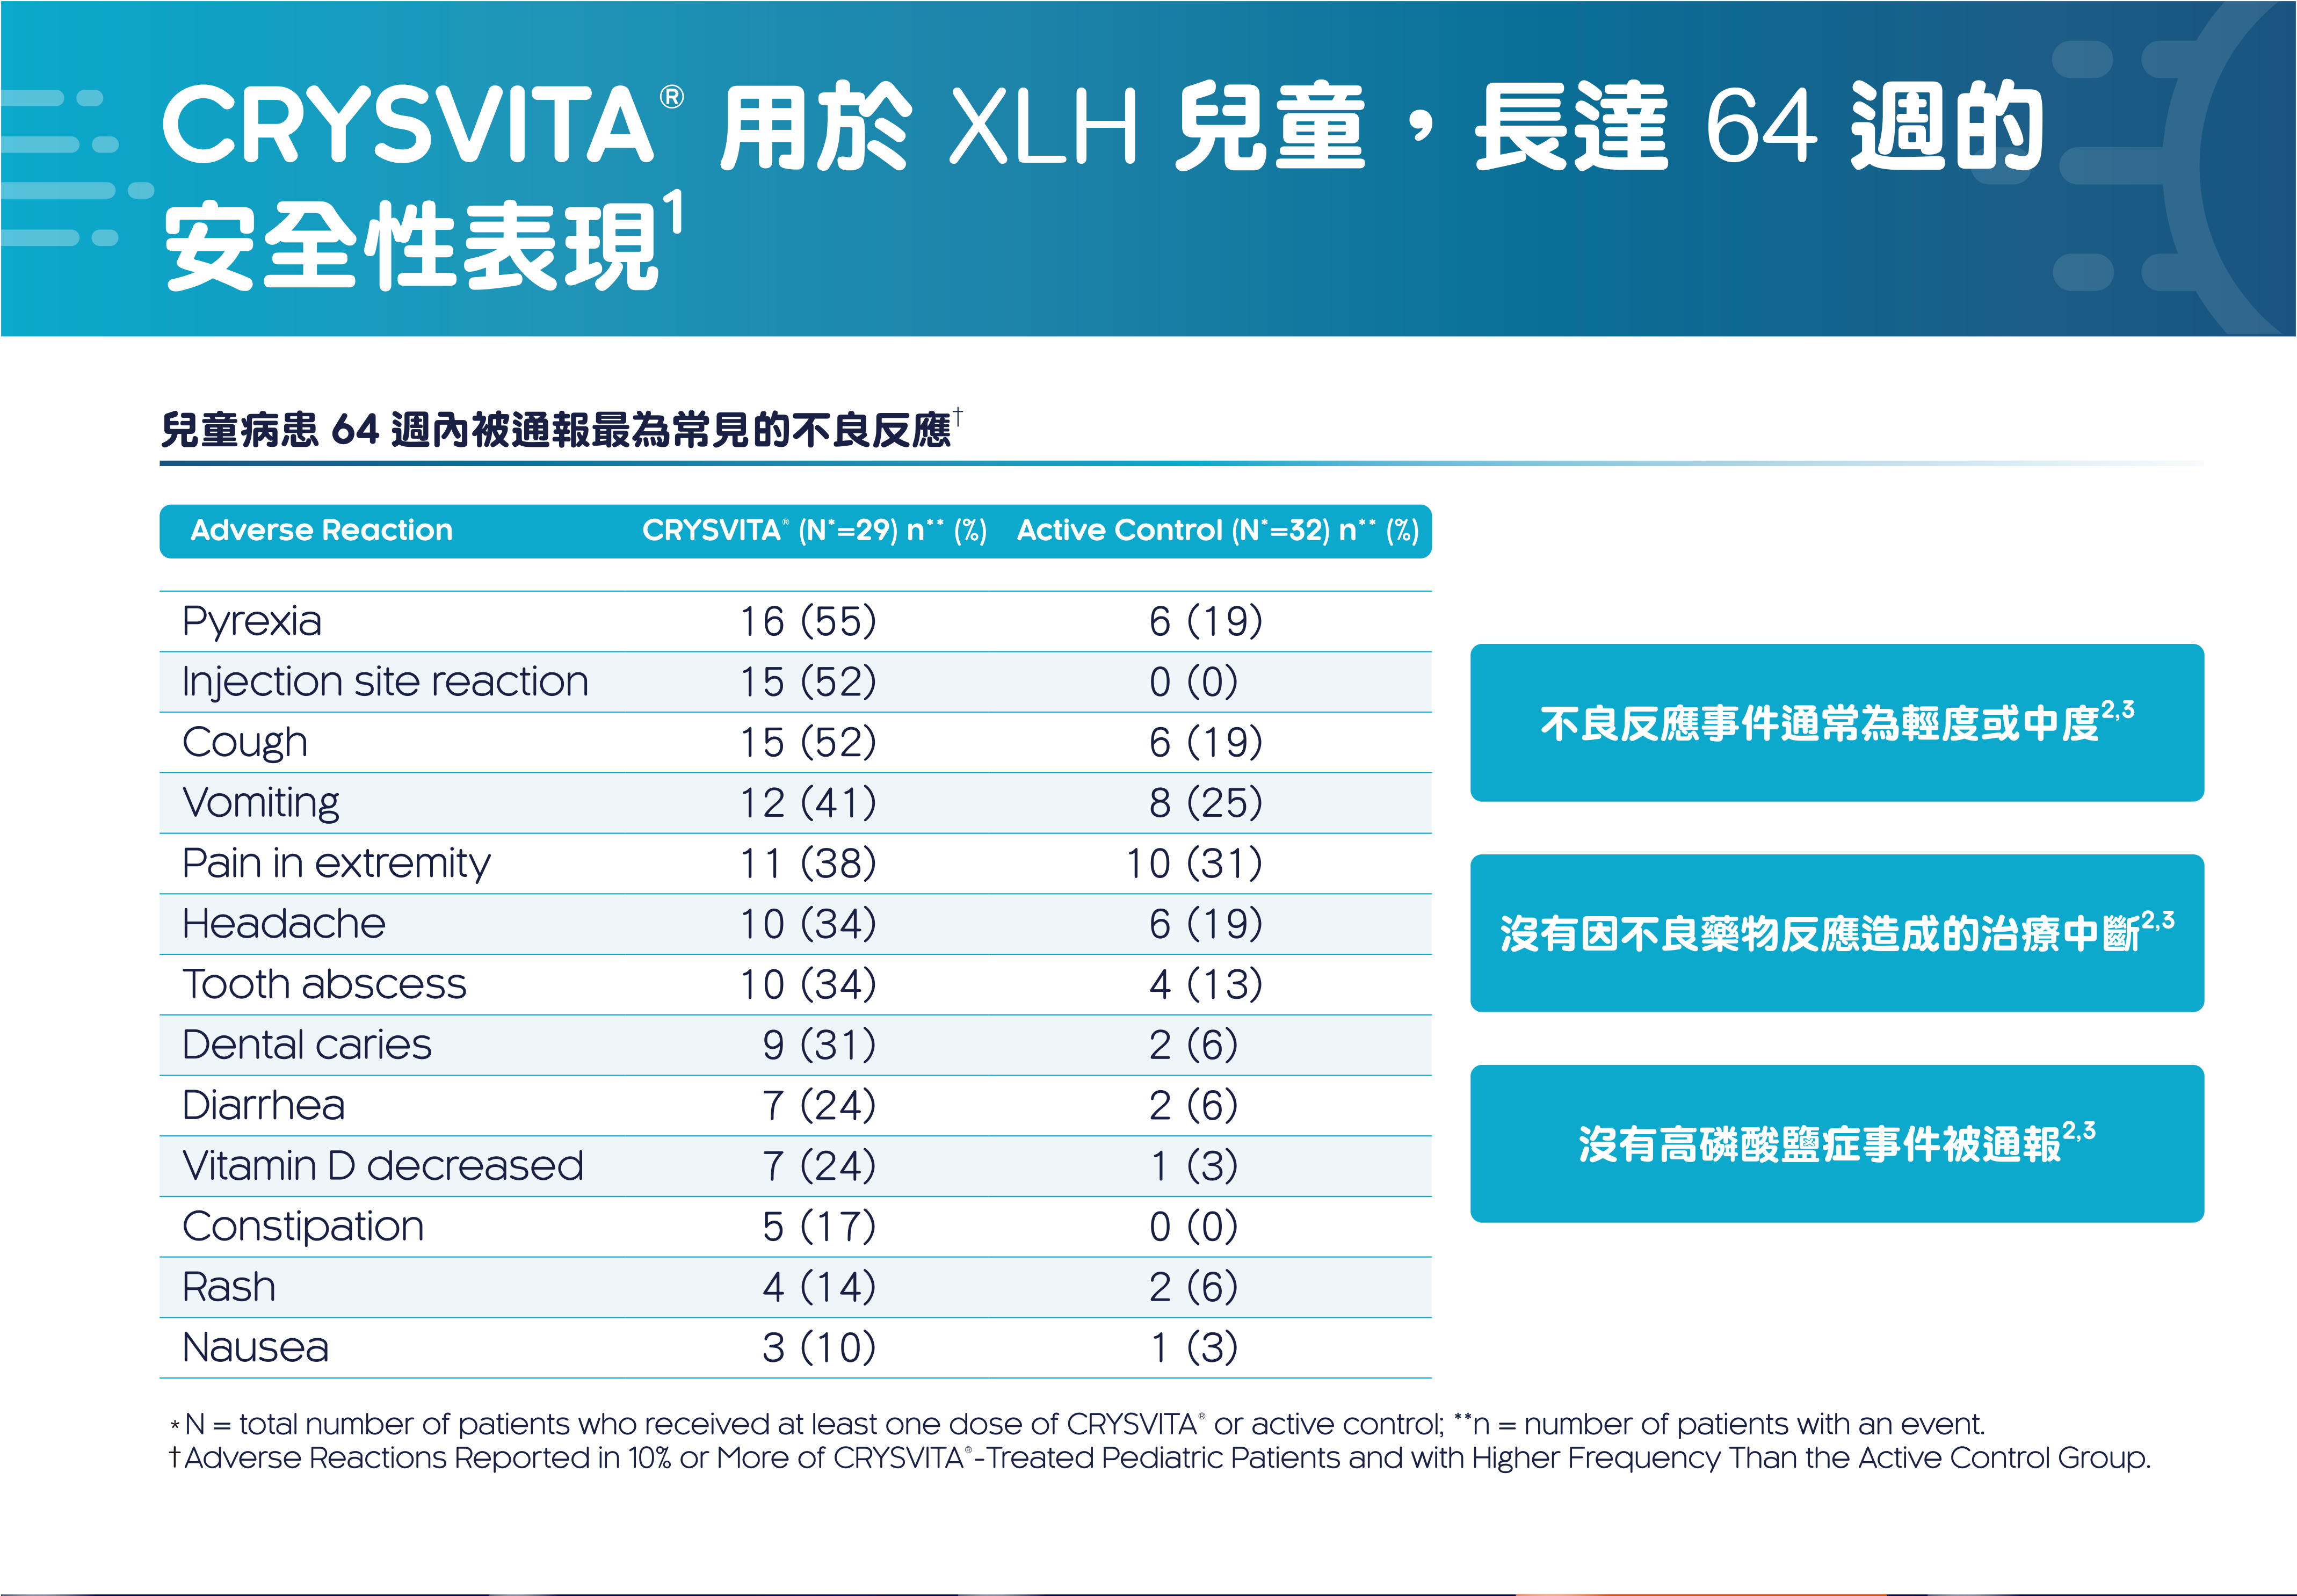 CRYSVITA® 用於 XLH 兒童，長達 64 週的
安全性表現1
兒童病患 64 週內被通報最為常見的不良反應†
Adverse Reaction CRYSVITA® (N*=29) n** (%) Active Control (N*=32) n** (%)
Pyrexia 16 (55) 6 (19)
Injection site reaction 15 (52) 0 (0)
Cough 15 (52) 6 (19)
Vomiting 12 (41) 8 (25)
Pain in extremity 11 (38) 10 (31)
Headache 10 (34) 6 (19)
Tooth abscess 10 (34) 4 (13)
Dental caries 9 (31) 2 (6)
Diarrhea 7 (24) 2 (6)
Vitamin D decreased 7 (24) 1 (3)
Constipation 5 (17) 0 (0)
Rash 4 (14) 2 (6)
Nausea 3 (10) 1 (3)
不良反應事件通常為輕度或中度2,3
沒有因不良藥物反應造成的治療中斷2,3
沒有高磷酸鹽症事件被通報2,3
*N = total number of patients who received at least one dose of CRYSVITA® or active control; **n = number of patients with an event.
†Adverse Reactions Reported in 10% or More of CRYSVITA®-Treated Pediatric Patients and with Higher Frequency Than the Active Control Group.